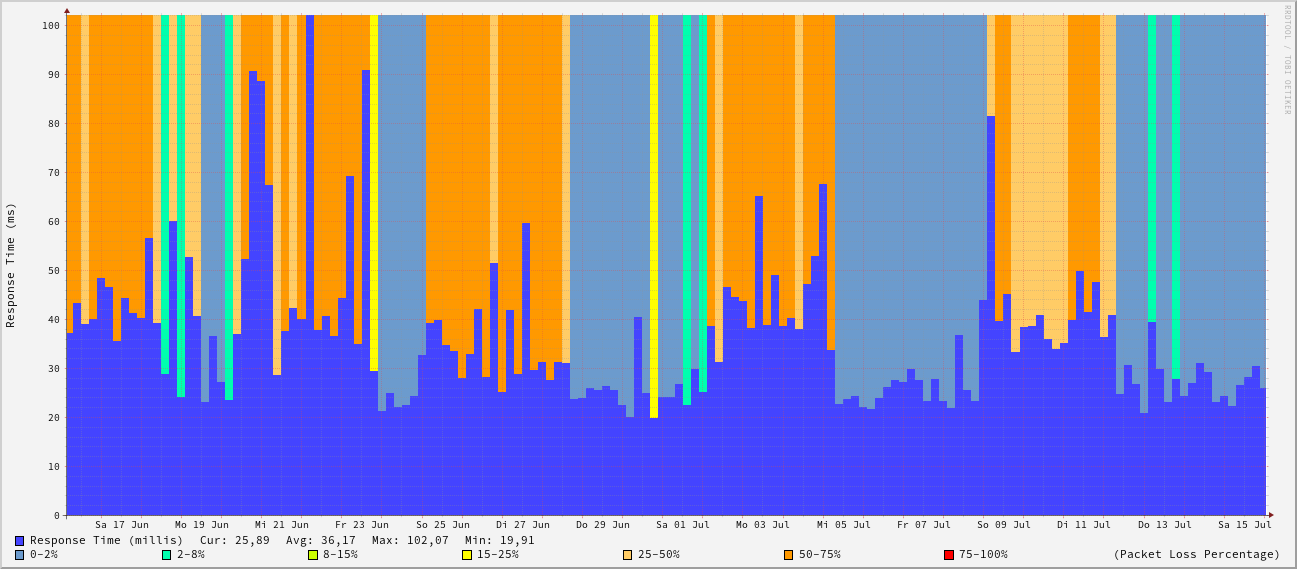 RRDTOOL / TOBI OETIKER
Response Time (ms)
100
90
80
70
60
50
40
30
20
10
0
Sa 17 Jun Mo 19 Jun Mi 21 Jun Fr 23 Jun So 25 Jun Di 27 Jun Do 29 Jun Sa 01 Jul Mo 03 Jul Mi 05 Jul Fr 07 Jul So 09 Jul Di 11 Jul Do 13 Jul Sa 15 Jul
Response Time (millis) Cur: 25,89 Avg: 36,17 Max: 102,07 Min: 19,91
0-2% 2-8% 8-15% 15-25% 25-50% 50-75% 75-100% (Packet Loss Percentage)